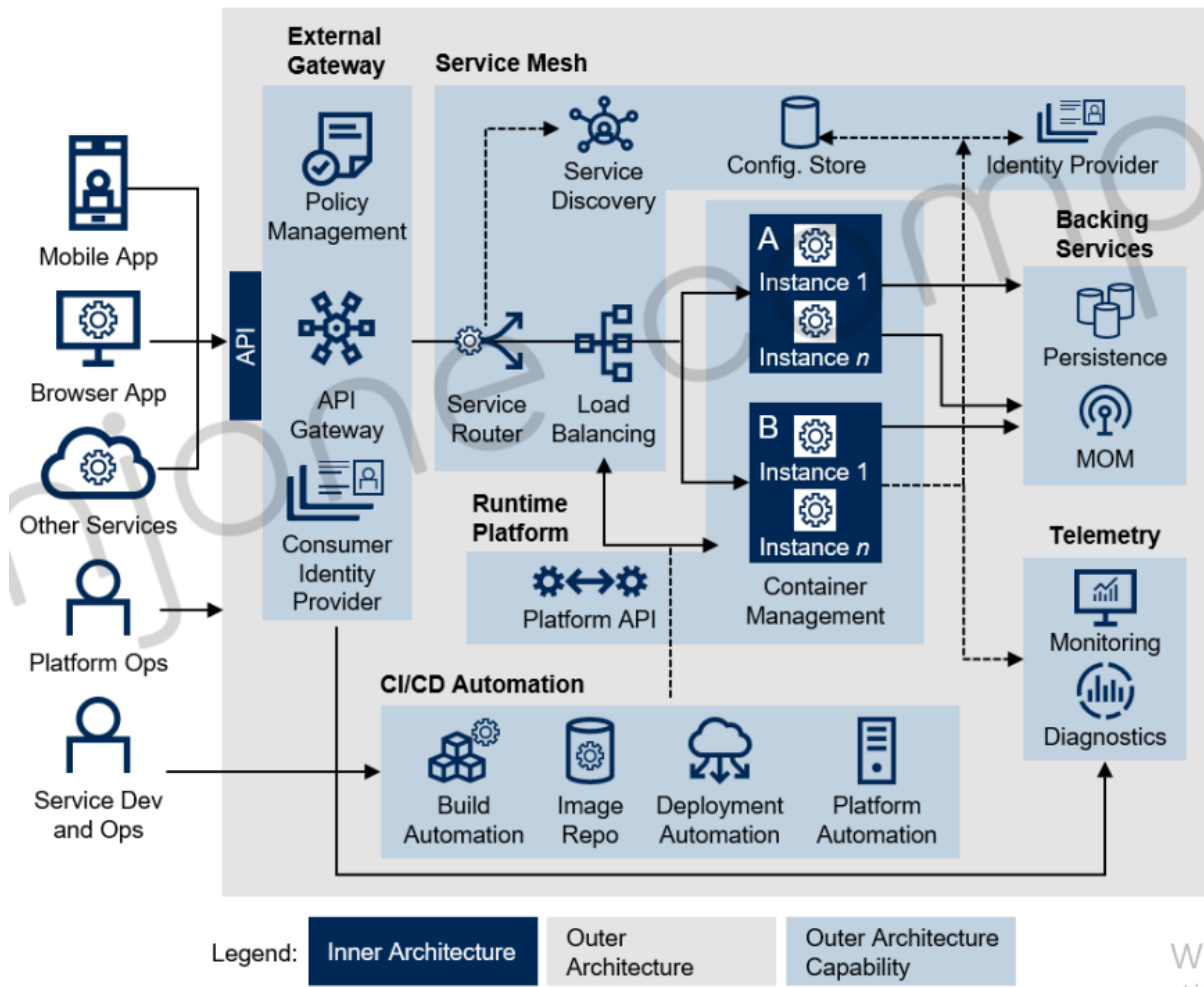 External
Gateway
Service Mesh
Mobile App
Browser App
Other Services
Platform Ops
Service Dev
and Ops
API
Policy
Management
API
Gateway
Consumer
Identity
Provider
Service
Discovery
Config. Store
Identity Provider
Service
Router
Load
Balancing
A
Instance 1
Instance n
B
Instance 1
Instance n
Container
Management
Backing
Services
Persistence
MOM
Runtime
Platform
Platform API
Telemetry
Monitoring
Diagnostics
CI/CD Automation
Build
Automation
Image
Repo
Deployment
Automation
Platform
Automation
Legend:
Inner Architecture
Outer
Architecture
Outer Architecture
Capability